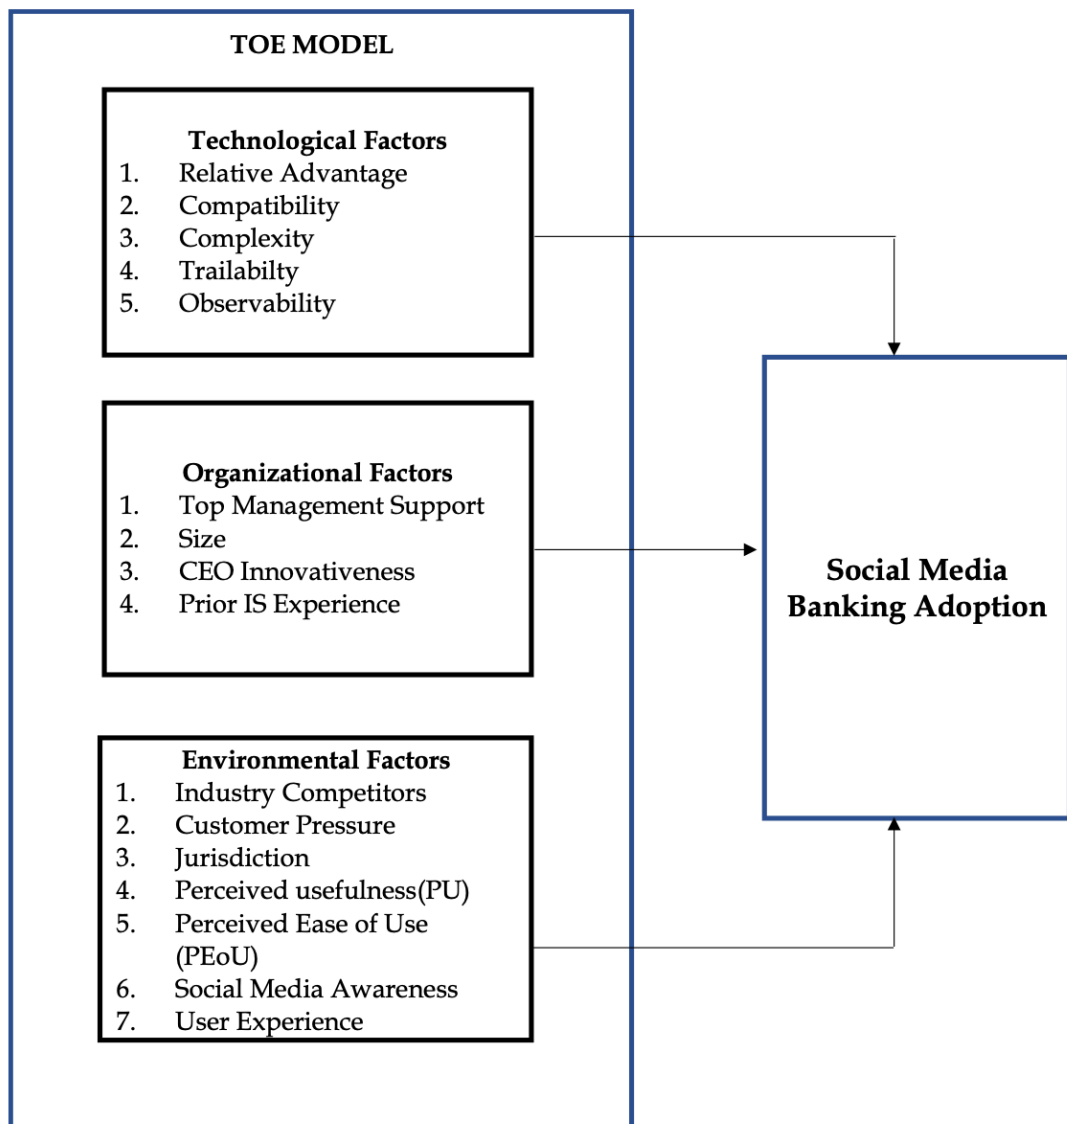 TOE MODEL
Technological Factors
1. Relative Advantage
2. Compatibility
3. Complexity
4. Trailabilty
5. Observability
Organizational Factors
1. Top Management Support
2. Size
3. CEO Innovativeness
4. Prior IS Experience
Environmental Factors
1. Industry Competitors
2. Customer Pressure
3. Jurisdiction
4. Perceived usefulness(PU)
5. Perceived Ease of Use
(PEoU)
6. Social Media Awareness
7. User Experience
Social Media
Banking Adoption